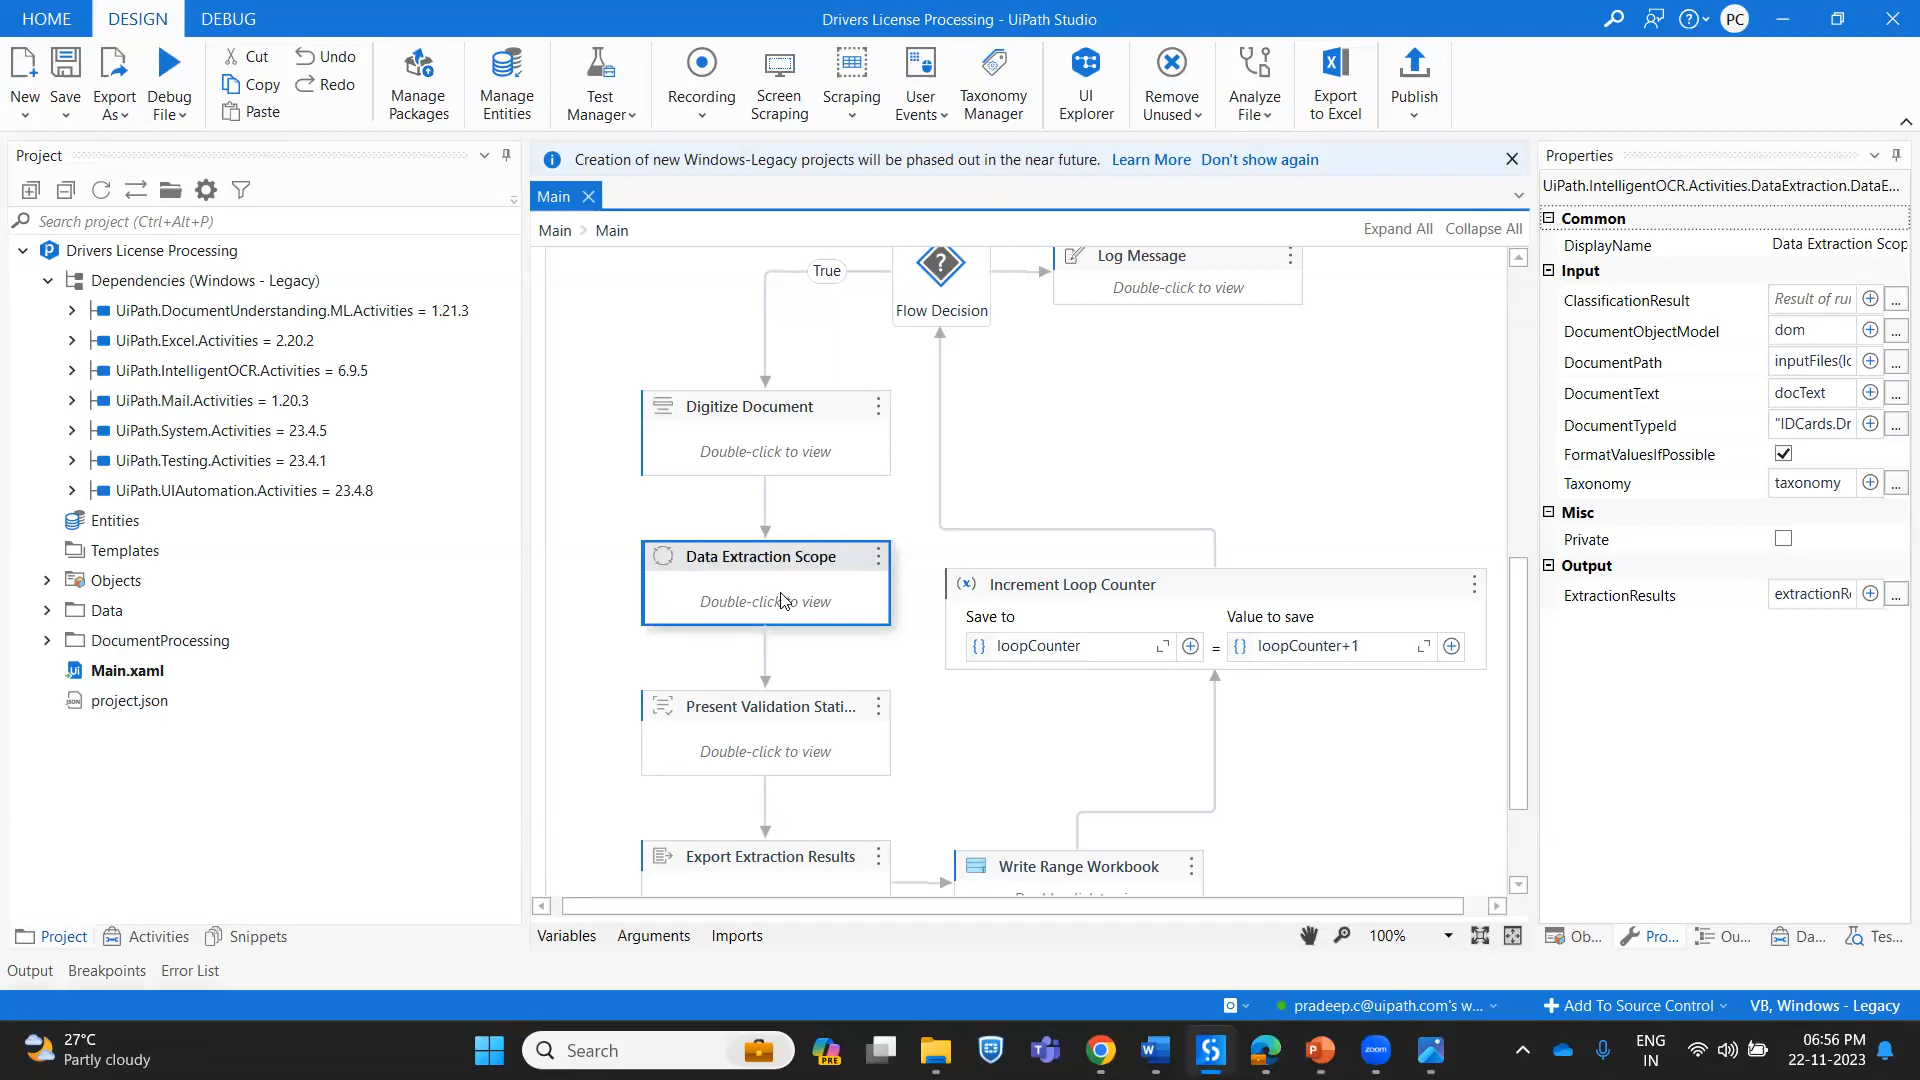 HOME DESIGN DEBUG Drivers License Processing - UiPath Studio PC
New Save Export As Debug File
Cut Copy Paste Undo Redo
Manage Packages
Manage Entities
Test Manager
Recording
Screen Scraping
Scraping
User Events
Taxonomy Manager
UI Explorer
Remove Unused
Analyze File
Export to Excel
Publish
Project
Search project (Ctrl+Alt+P)
Drivers License Processing
Dependencies (Windows - Legacy)
UiPath.DocumentUnderstanding.ML.Activities = 1.21.3
UiPath.Excel.Activities = 2.20.2
UiPath.IntelligentOCR.Activities = 6.9.5
UiPath.Mail.Activities = 1.20.3
UiPath.System.Activities = 23.4.5
UiPath.Testing.Activities = 23.4.1
UiPath.UIAutomation.Activities = 23.4.8
Entities
Templates
Objects
Data
DocumentProcessing
Main.xaml
project.json
Project Activities Snippets
Creation of new Windows-Legacy projects will be phased out in the near future. Learn More Don't show again
Main
Main > Main Expand All Collapse All
True
Flow Decision
Log Message
Double-click to view
Digitize Document
Double-click to view
Data Extraction Scope
Double-click to view
Increment Loop Counter
Save to Value to save
loopCounter = loopCounter+1
Present Validation Stati...
Double-click to view
Export Extraction Results
Write Range Workbook
Variables Arguments Imports 100%
Properties
UiPath.IntelligentOCR.Activities.DataExtraction.DataE...
Common
DisplayName Data Extraction Scop
Input
ClassificationResult Result of rui
DocumentObjectModel dom
DocumentPath inputFiles(lc
DocumentText docText
DocumentTypeId "IDCards.Dr
FormatValuesIfPossible
Taxonomy taxonomy
Misc
Private
Output
ExtractionResults extractionRe
Ob... Pro... Ou... Da... Tes...
Output Breakpoints Error List
pradeep.c@uipath.com's w... Add To Source Control VB, Windows - Legacy
27°C
Partly cloudy
Search
PRE
zoom
ENG
IN
06:56 PM
22-11-2023